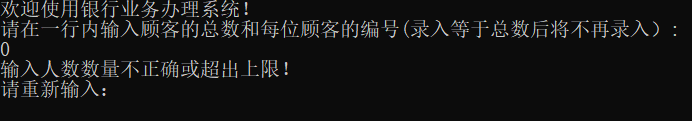 欢迎使用银行业务办理系统!
请在一行内输入顾客的总数和每位顾客的编号(录入等于总数后将不再录入）:
0
输入人数数量不正确或超出上限!
请重新输入：